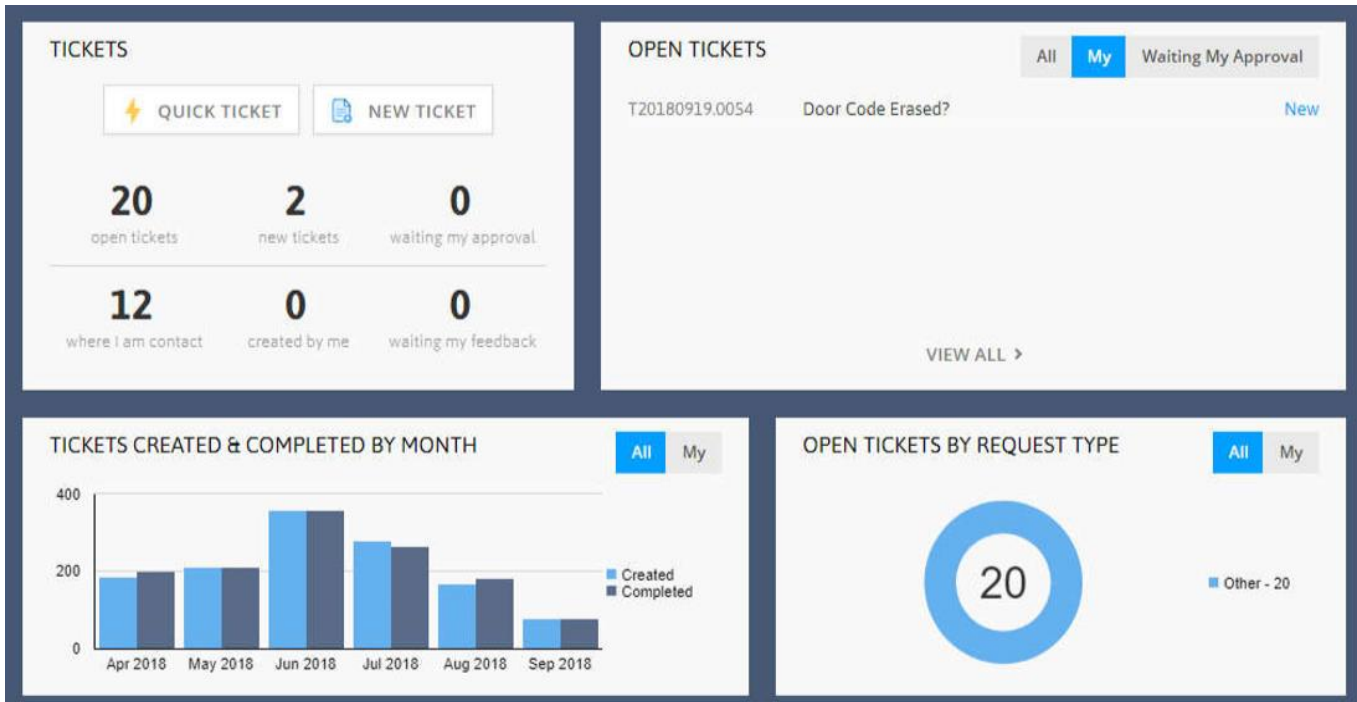 TICKETS
QUICK TICKET
NEW TICKET
20
open tickets
2
new tickets
0
waiting my approval
12
where I am contact
0
created by me
0
waiting my feedback
OPEN TICKETS
All
My
Waiting My Approval
T20180919.0054
Door Code Erased?
New
VIEW ALL >
TICKETS CREATED & COMPLETED BY MONTH
All
My
400
200
0
Apr 2018
May 2018
Jun 2018
Jul 2018
Aug 2018
Sep 2018
Created
Completed
OPEN TICKETS BY REQUEST TYPE
All
My
20
Other - 20